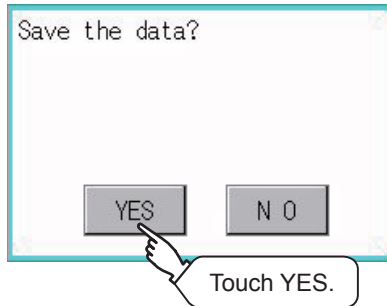 Save the data?
YES
N O
Touch YES.